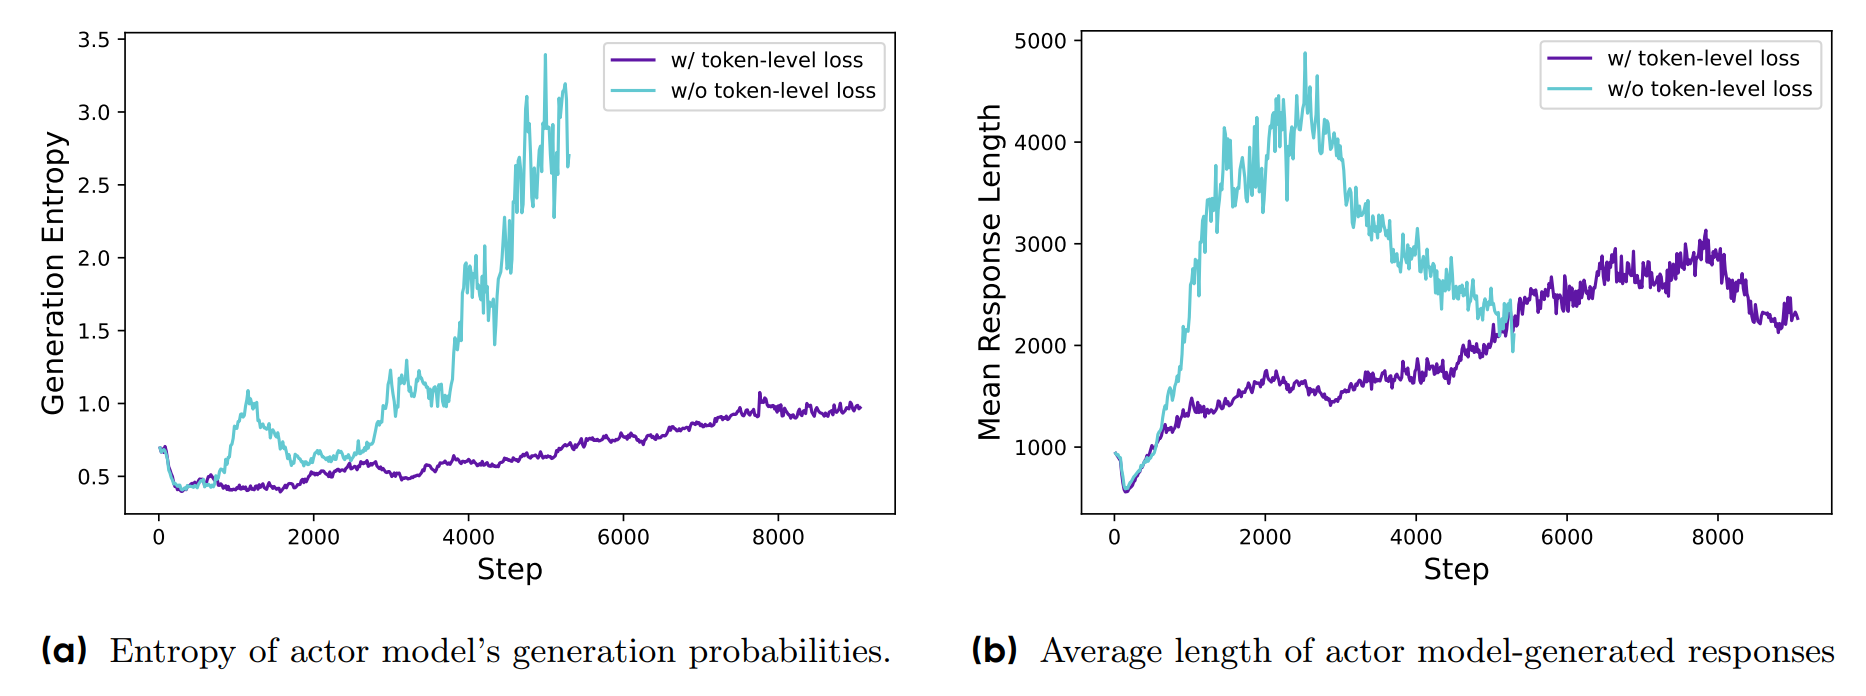 3.5
3.0
2.5
2.0
1.5
1.0
0.5
Generation Entropy
w/ token-level loss
w/o token-level loss
0 2000 4000 6000 8000
Step
(a) Entropy of actor model's generation probabilities.
5000
4000
3000
2000
1000
Mean Response Length
w/ token-level loss
w/o token-level loss
0 2000 4000 6000 8000
Step
(b) Average length of actor model-generated responses